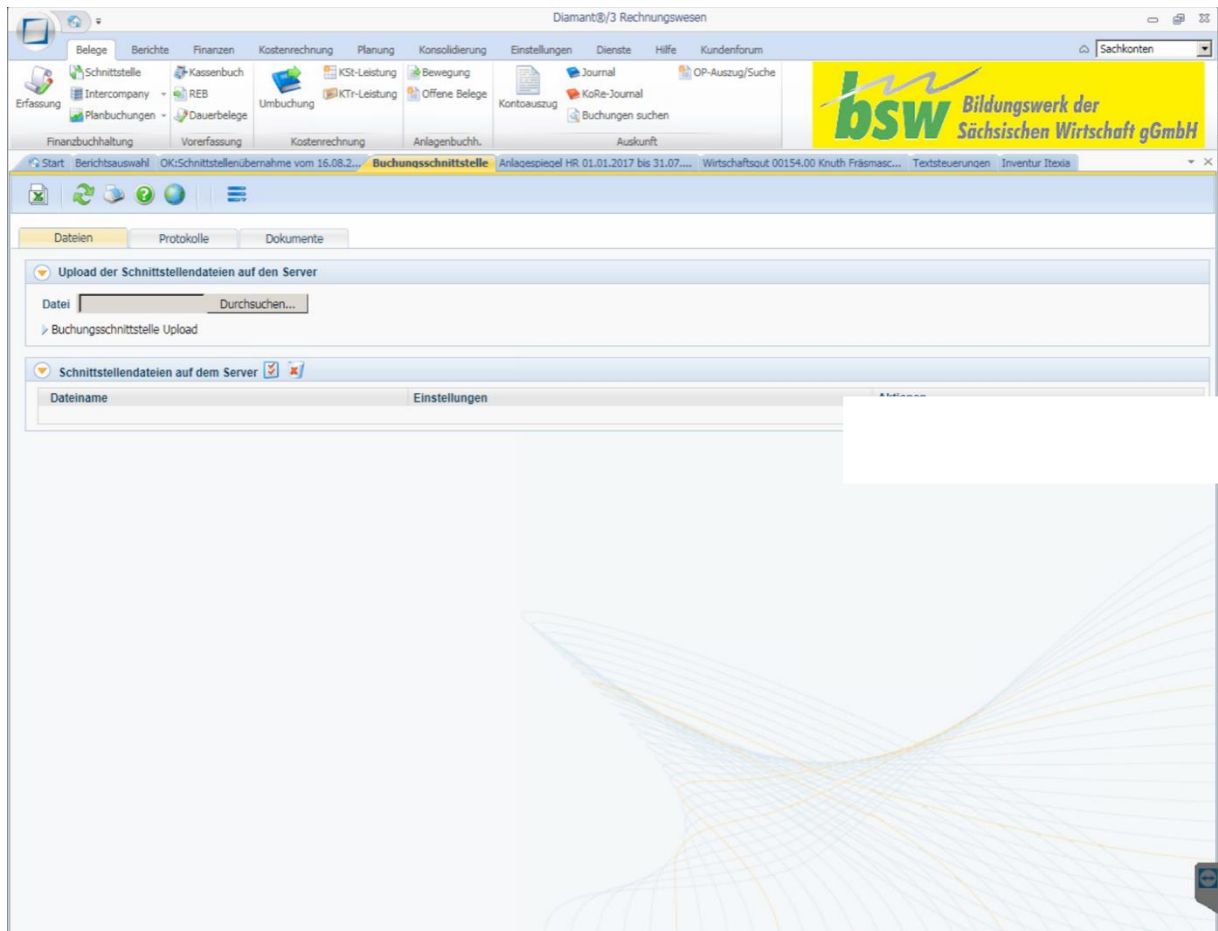 Diamant®/3 Rechnungswesen
Belege Berichte Finanzen Kostenrechnung Planung Konsolidierung Einstellungen Dienste Hilfe Kundenforum Sachkonten
Erfassung
Schnittstelle
Intercompany
Planbuchungen
Finanzbuchhaltung
Kassenbuch
REB
Dauerbelege
Vorerfassung
Umbuchung
KSt-Leistung
KTr-Leistung
Kostenrechnung
Bewegung
Offene Belege
Anlagenbuchh.
Kontoauszug
Journal
KoRe-Journal
Buchungen suchen
OP-Auszug/Suche
Auskunft
bsw Bildungswerk der
Sächsischen Wirtschaft gGmbH
Start Berichtsauswahl OK:Schnittstellenübernahme vom 16.08.2... Buchungsschnittstelle Anlagespiegel HR 01.01.2017 bis 31.07.... Wirtschaftsgut 00154.00 Knuth Fräsmasc... Textsteuerungen Inventur Itexia
Dateien Protokolle Dokumente
Upload der Schnittstellendateien auf den Server
Datei Durchsuchen...
Buchungsschnittstelle Upload
Schnittstellendateien auf dem Server
Dateiname Einstellungen Aktionen